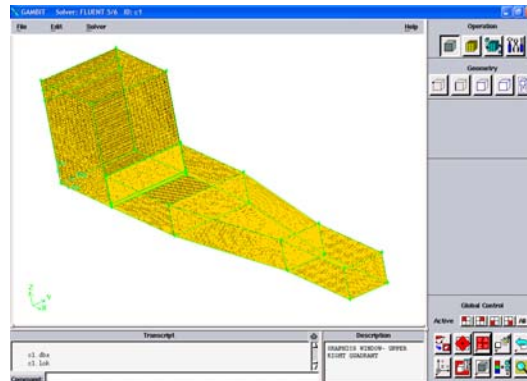 GAMBIT Solver: FLUENT 5/6 ID: c1
File Edit Solver Help
Operation
Geometry
Global Control
Active
All
Transcript
c1.dbs
c1.lok
Command:
Description
GRAPHICS WINDOW- UPPER
RIGHT QUADRANT